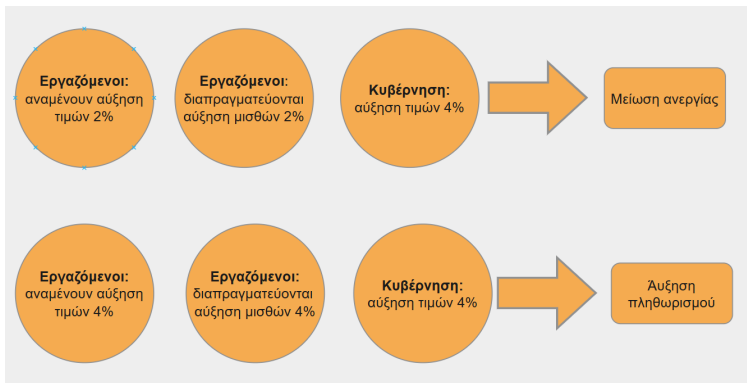 Εργαζόμενοι:
αναμένουν αύξηση
τιμών 2%
Εργαζόμενοι:
διαπραγματεύονται
αύξηση μισθών 2%
Κυβέρνηση:
αύξηση τιμών 4%
Μείωση ανεργίας
Εργαζόμενοι:
αναμένουν αύξηση
τιμών 4%
Εργαζόμενοι:
διαπραγματεύονται
αύξηση μισθών 4%
Κυβέρνηση:
αύξηση τιμών 4%
Άυξηση
πληθωρισμού